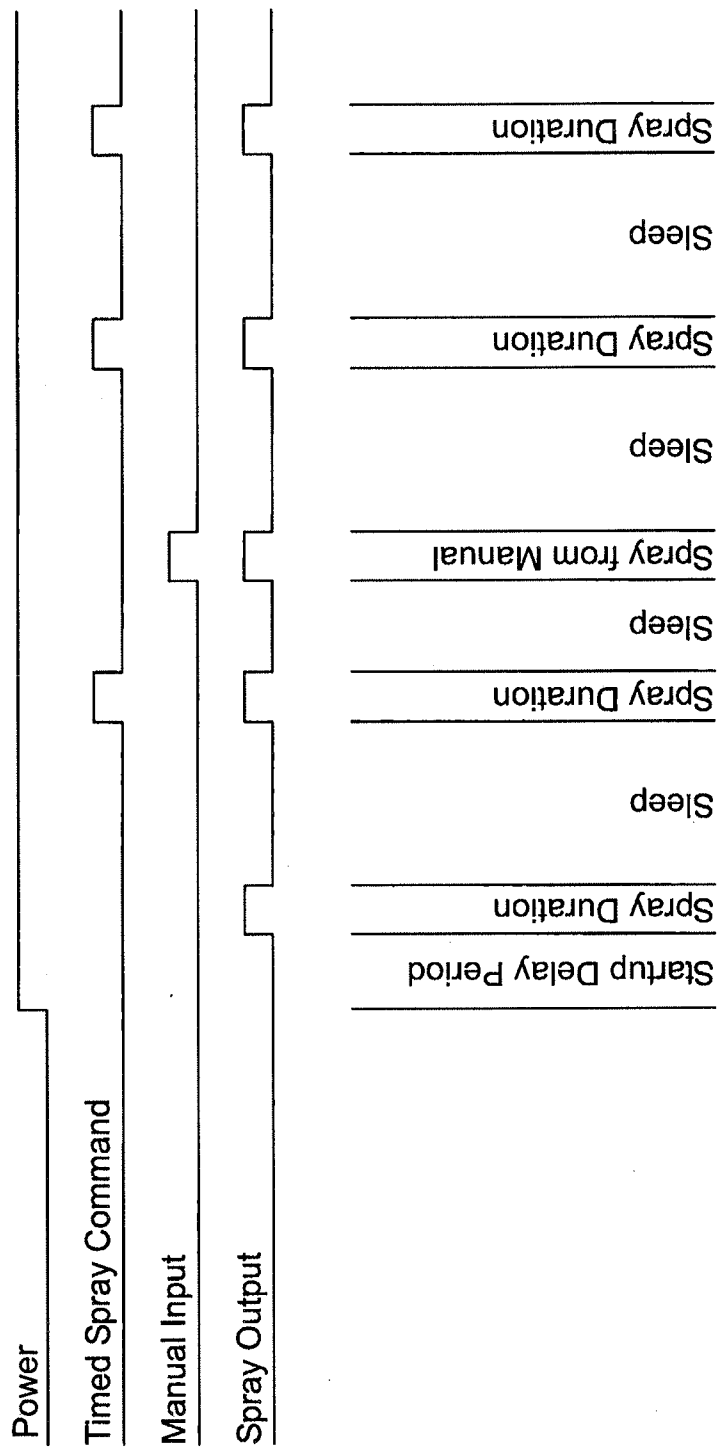 Power
Timed Spray Command
Manual Input
Spray Output
Startup Delay Period
Spray Duration
Sleep
Spray Duration
Sleep
Spray from Manual
Sleep
Spray Duration
Sleep
Spray Duration